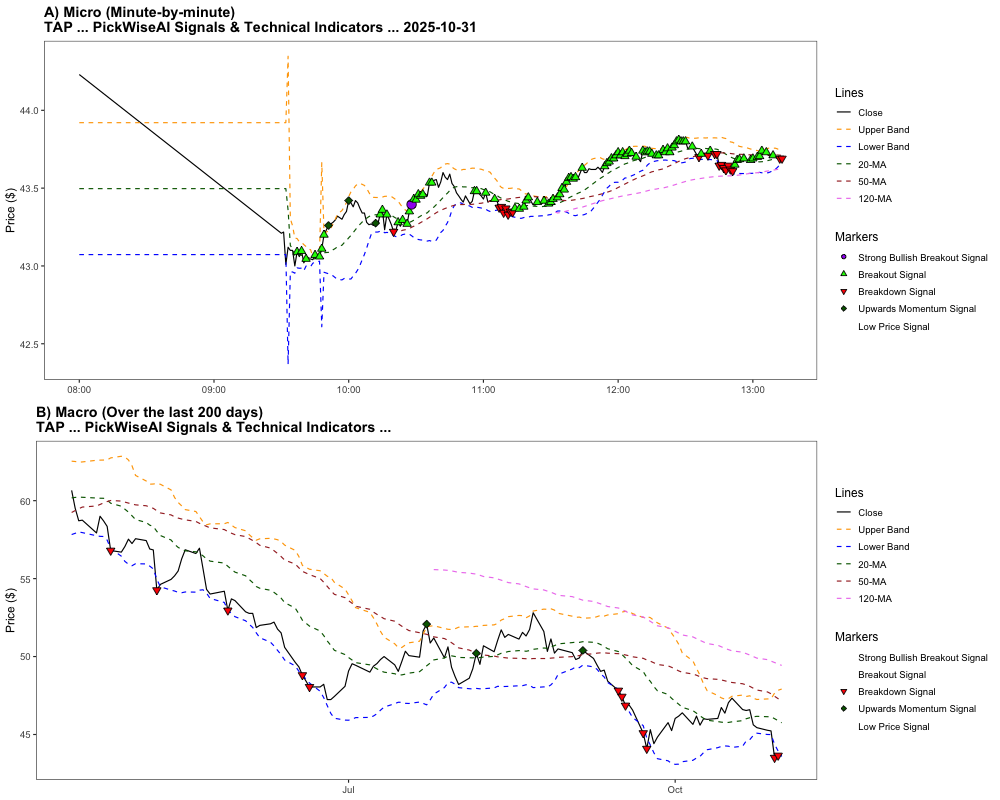 A) Micro (Minute-by-minute)
TAP ... PickWiseAI Signals & Technical Indicators ... 2025-10-31
Price ($)
44.0
43.5
43.0
42.5
08:00
09:00
10:00
11:00
12:00
13:00
Lines
Close
Upper Band
Lower Band
20-MA
50-MA
120-MA
Markers
Strong Bullish Breakout Signal
Breakout Signal
Breakdown Signal
Upwards Momentum Signal
Low Price Signal
B) Macro (Over the last 200 days)
TAP ... PickWiseAI Signals & Technical Indicators ...
Price ($)
60
55
50
45
Jul
Oct
Lines
Close
Upper Band
Lower Band
20-MA
50-MA
120-MA
Markers
Strong Bullish Breakout Signal
Breakout Signal
Breakdown Signal
Upwards Momentum Signal
Low Price Signal